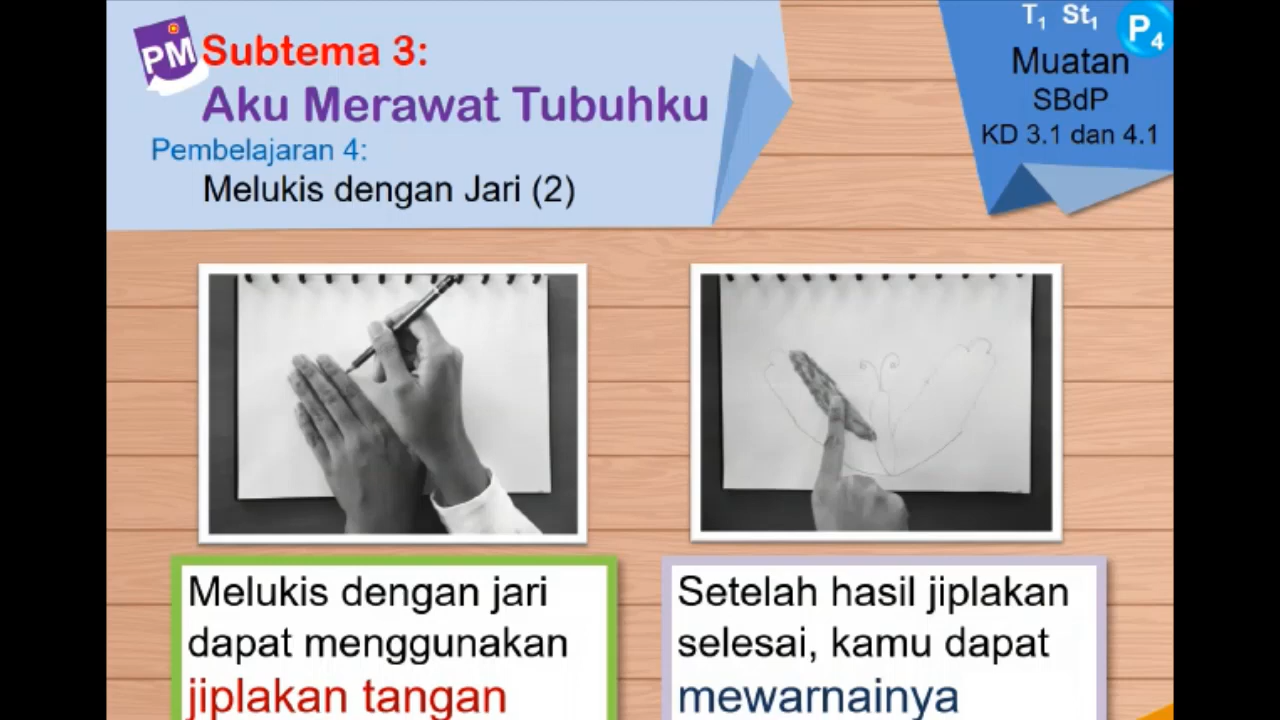 PM
Subtema 3:
Aku Merawat Tubuhku
Pembelajaran 4:
Melukis dengan Jari (2)
T1 St1 P4
Muatan
SBdP
KD 3.1 dan 4.1
Melukis dengan jari
dapat menggunakan
jiplakan tangan
Setelah hasil jiplakan
selesai, kamu dapat
mewarnainya